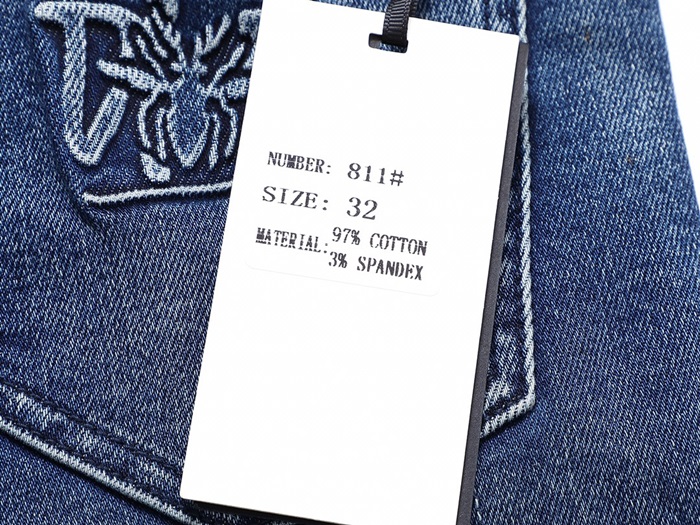 NUMBER: 811#
SIZE: 32
MATERIAL: 97% COTTON
3% SPANDEX